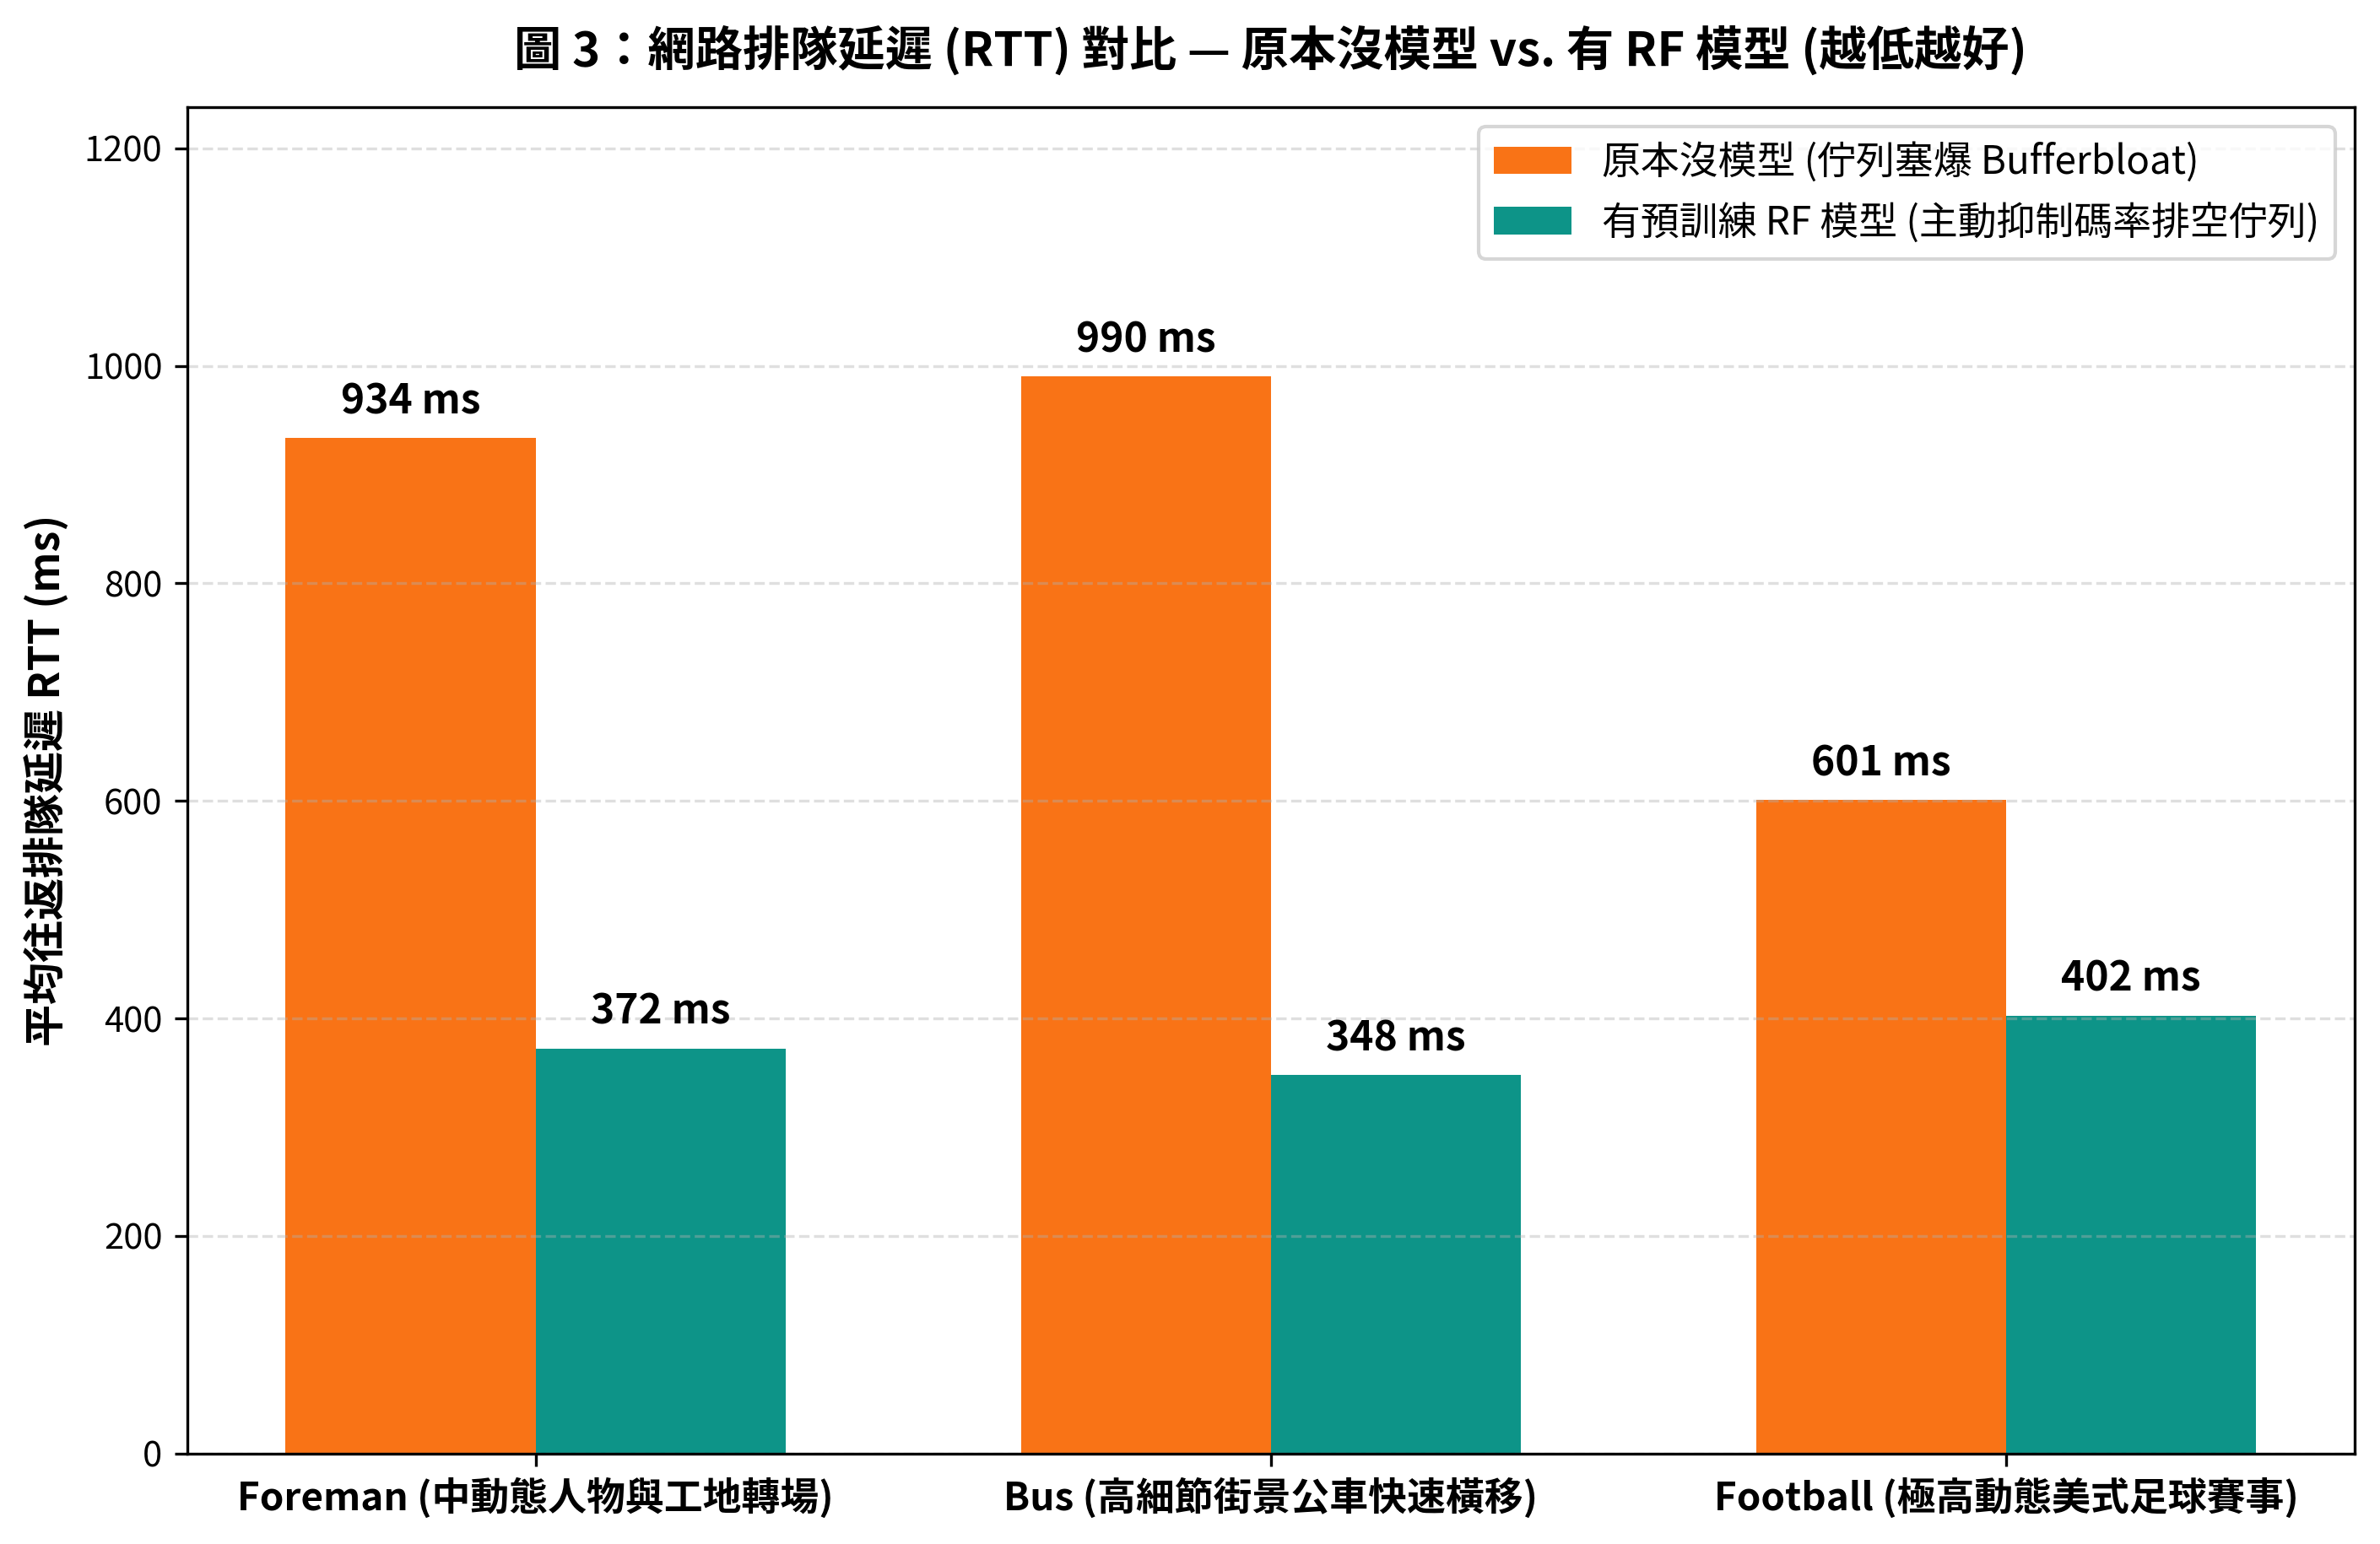 圖 3：網路排隊延遲 (RTT) 對比 — 原本沒模型 vs. 有 RF 模型 (越低越好)
原本沒模型 (佇列塞爆 Bufferbloat)
有預訓練 RF 模型 (主動抑制碼率排空佇列)
平均往返排隊延遲 RTT (ms)
1200
1000
800
600
400
200
0
934 ms
372 ms
990 ms
348 ms
601 ms
402 ms
Foreman (中動態人物與工地轉場)
Bus (高細節街景公車快速橫移)
Football (極高動態美式足球賽事)